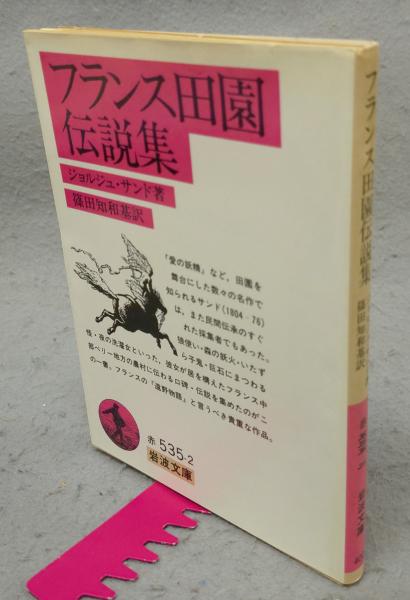 フランス田園
伝説集
ジョルジュ・サンド著
篠田知和基訳
『愛の妖精』など，田園を
舞台にした数々の名作で
知られるサンド(1804‐76)
は，また民間伝承のすぐ
れた採集者でもあった。
狼使い・森の妖火・いたず
ら子鬼・巨石にまつわる
怪・夜の洗濯女といった，彼女が居を構えたフランス中
部ベリー地方の農村に伝わる口碑・伝説を集めたのがこ
の一書。フランスの『遠野物語』と言うべき貴重な作品。
赤 535-2
岩波文庫
フランス田園伝説集
篠田知和基訳
岩波文庫